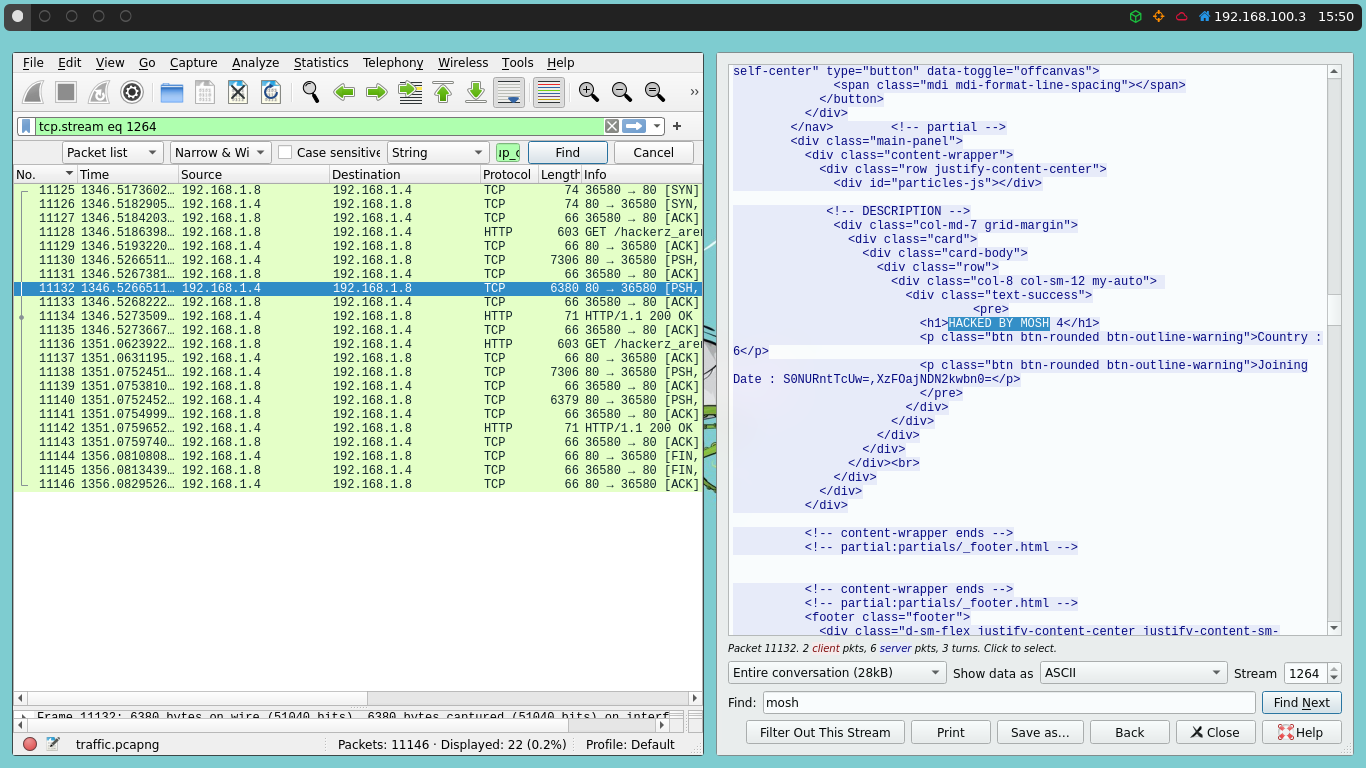 192.168.100.3 15:50
File Edit View Go Capture Analyze Statistics Telephony Wireless Tools Help
tcp.stream eq 1264
Packet list Narrow & Wi Case sensitive String Find Cancel
No. Time Source Destination Protocol Length Info
11125 1346.5173602… 192.168.1.8 192.168.1.4 TCP 74 36580 → 80 [SYN]
11126 1346.5182905… 192.168.1.4 192.168.1.8 TCP 74 80 → 36580 [SYN,
11127 1346.5184203… 192.168.1.8 192.168.1.4 TCP 66 36580 → 80 [ACK]
11128 1346.5186398… 192.168.1.8 192.168.1.4 HTTP 603 GET /hackerz_aren
11129 1346.5193220… 192.168.1.4 192.168.1.8 TCP 66 80 → 36580 [ACK]
11130 1346.5266511… 192.168.1.4 192.168.1.8 TCP 7306 80 → 36580 [PSH,
11131 1346.5267381… 192.168.1.8 192.168.1.4 TCP 66 36580 → 80 [ACK]
11132 1346.5266511… 192.168.1.4 192.168.1.8 TCP 6380 80 → 36580 [PSH,
11133 1346.5268222… 192.168.1.8 192.168.1.4 TCP 66 36580 → 80 [ACK]
11134 1346.5273509… 192.168.1.4 192.168.1.8 HTTP 71 HTTP/1.1 200 OK
11135 1346.5273667… 192.168.1.8 192.168.1.4 TCP 66 36580 → 80 [ACK]
11136 1351.0623922… 192.168.1.8 192.168.1.4 HTTP 603 GET /hackerz_aren
11137 1351.0631195… 192.168.1.4 192.168.1.8 TCP 66 80 → 36580 [ACK]
11138 1351.0752451… 192.168.1.4 192.168.1.8 TCP 7306 80 → 36580 [PSH,
11139 1351.0753810… 192.168.1.8 192.168.1.4 TCP 66 36580 → 80 [ACK]
11140 1351.0752452… 192.168.1.4 192.168.1.8 TCP 6379 80 → 36580 [PSH,
11141 1351.0754999… 192.168.1.8 192.168.1.4 TCP 66 36580 → 80 [ACK]
11142 1351.0759652… 192.168.1.4 192.168.1.8 HTTP 71 HTTP/1.1 200 OK
11143 1351.0759740… 192.168.1.8 192.168.1.4 TCP 66 36580 → 80 [ACK]
11144 1356.0810808… 192.168.1.4 192.168.1.8 TCP 66 80 → 36580 [FIN,
11145 1356.0813439… 192.168.1.8 192.168.1.4 TCP 66 36580 → 80 [FIN,
11146 1356.0829526… 192.168.1.4 192.168.1.8 TCP 66 80 → 36580 [ACK]
Frame 11132: 6380 bytes on wire (51040 bits), 6380 bytes captured (51040 bits) on interf
traffic.pcapng Packets: 11146 · Displayed: 22 (0.2%) Profile: Default
self-center" type="button" data-toggle="offcanvas">
<span class="mdi mdi-format-line-spacing"></span>
</button>
</div>
</nav> <!-- partial -->
<div class="main-panel">
<div class="content-wrapper">
<div class="row justify-content-center">
<div id="particles-js"></div>
<!-- DESCRIPTION -->
<div class="col-md-7 grid-margin">
<div class="card">
<div class="card-body">
<div class="row">
<div class="col-8 col-sm-12 my-auto">
<div class="text-success">
<pre>
<h1>HACKED BY MOSH 4</h1>
<p class="btn btn-rounded btn-outline-warning">Country :
6</p>
<p class="btn btn-rounded btn-outline-warning">Joining
Date : S0NURntTcUw=,XzFOajNDN2kwbn0=</p>
</pre>
</div>
</div>
</div>
</div>
</div><br>
</div>
</div>
</div>
<!-- content-wrapper ends -->
<!-- partial:partials/_footer.html -->
<!-- content-wrapper ends -->
<!-- partial:partials/_footer.html -->
<footer class="footer">
<div class="d-sm-flex justify-content-center justify-content-sm-
Packet 11132. 2 client pkts, 6 server pkts, 3 turns. Click to select.
Entire conversation (28kB) Show data as ASCII Stream 1264
Find: mosh Find Next
Filter Out This Stream Print Save as… Back Close Help